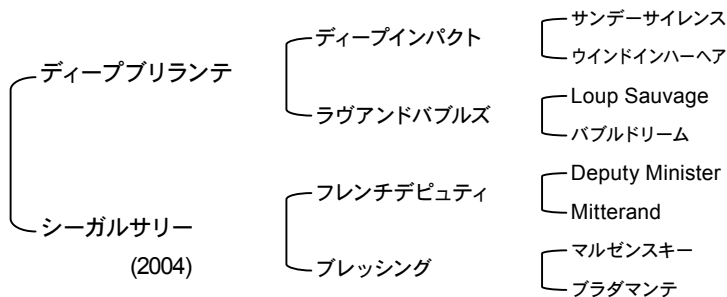 ディープブリランテ
ディープインパクト
サンデーサイレンス
ウインドインハーヘア
ラヴアンドバブルズ
Loup Sauvage
バブルドリーム
シーガルサリー
(2004)
フレンチデピュティ
Deputy Minister
Mitterand
ブレッシング
マルゼンスキー
ブラダマンテ